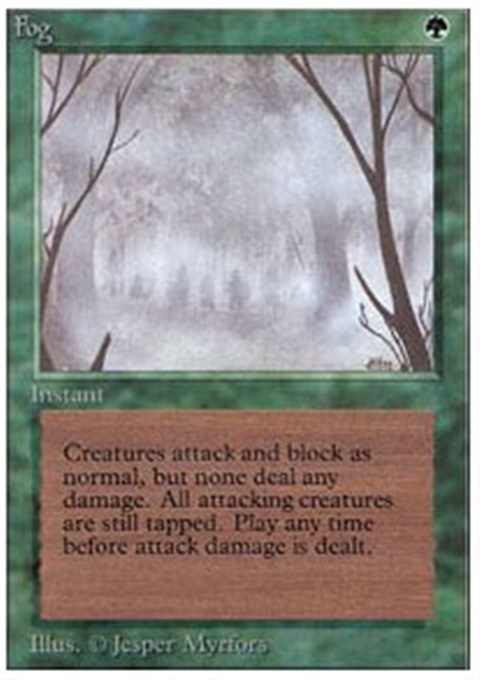 Fog
Instant
Creatures attack and block as
normal, but none deal any
damage. All attacking creatures
are still tapped. Play any time
before attack damage is dealt.
Illus. © Jesper Myrfors